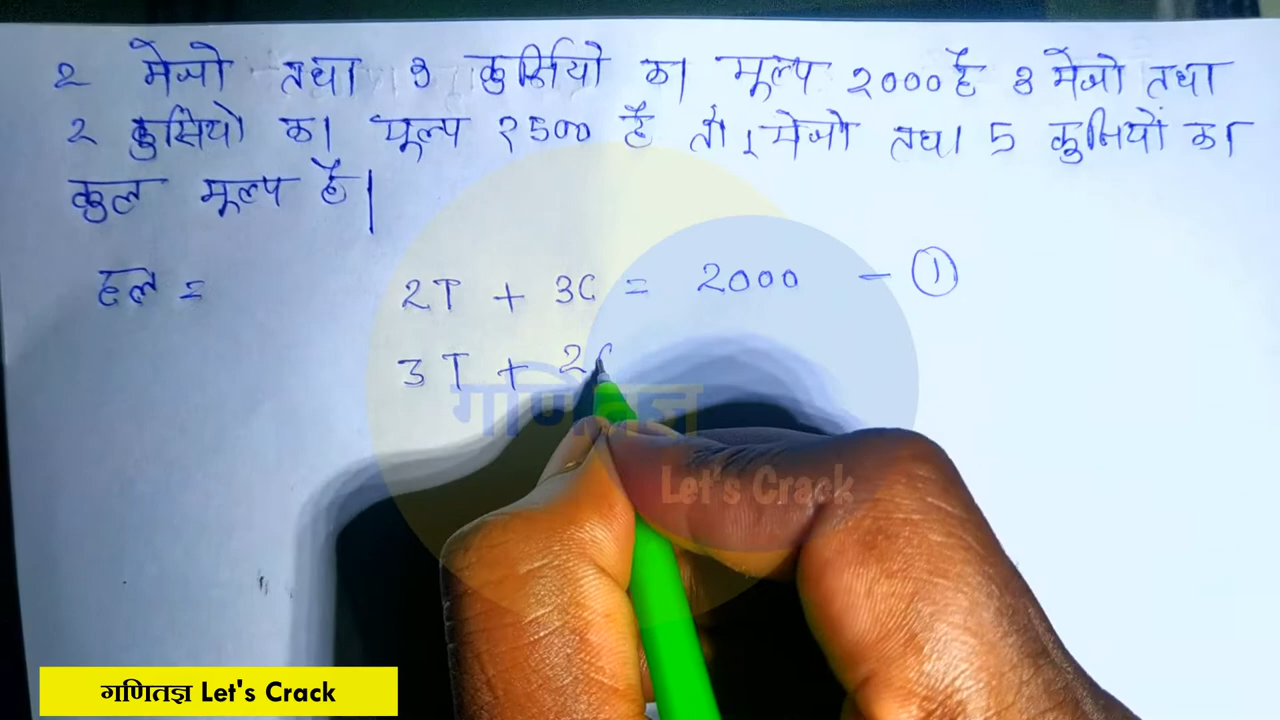 2 मेजो तथा 3 कुर्सियो का मूल्य 2000 है 3 मेजो तथा
2 कुर्सियो का मूल्य 2500 है तो 1 मेजो तथा 5 कुर्सियों का
कुल मूल्य है।
हल = 2T + 3C = 2000 - ①
3T + 2C
गणितज्ञ
Let's Crack
गणितज्ञ Let's Crack